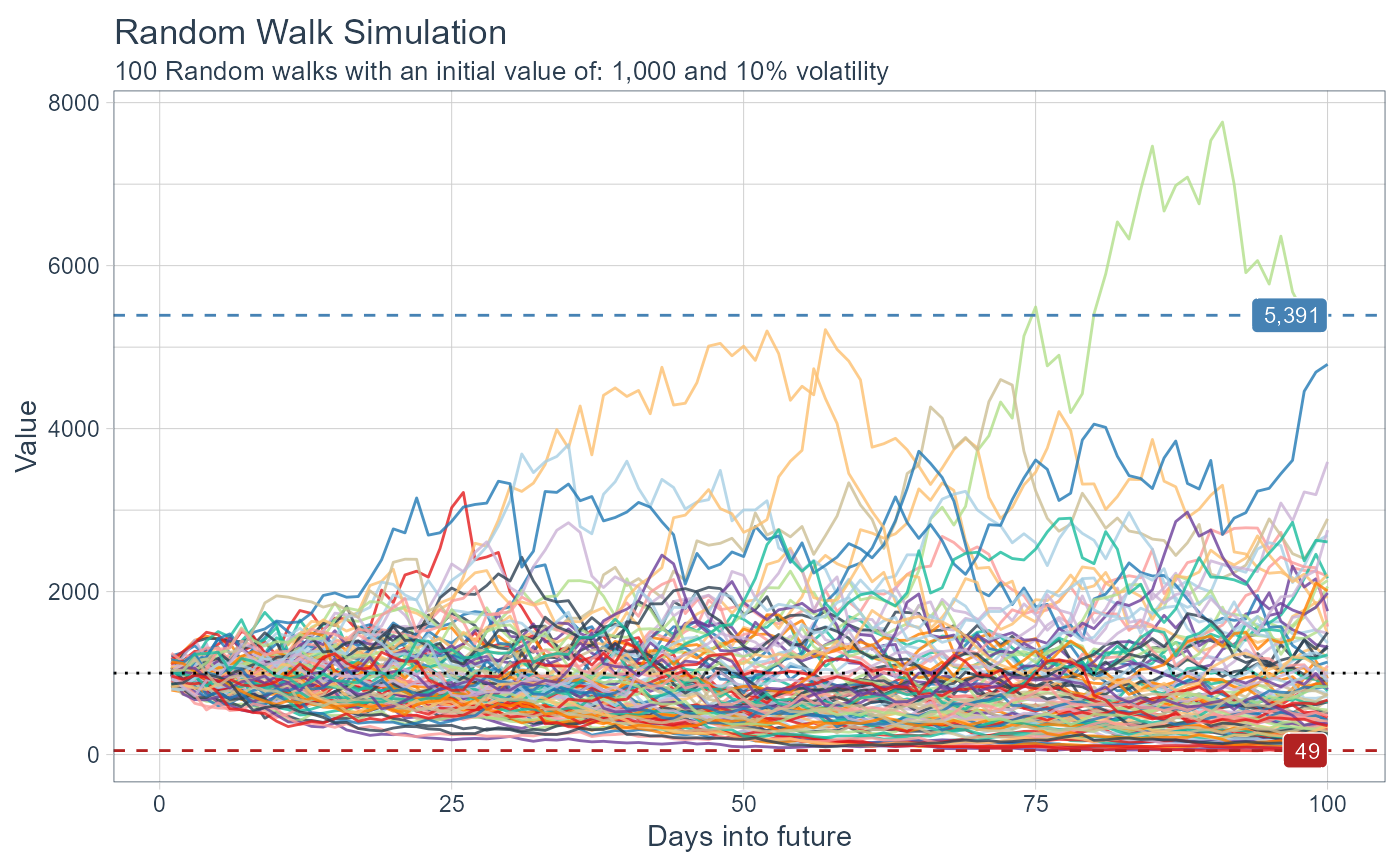 Random Walk Simulation
100 Random walks with an initial value of: 1,000 and 10% volatility
8000
6000
5,391
4000
Value
2000
0
49
0 25 50 75 100
Days into future